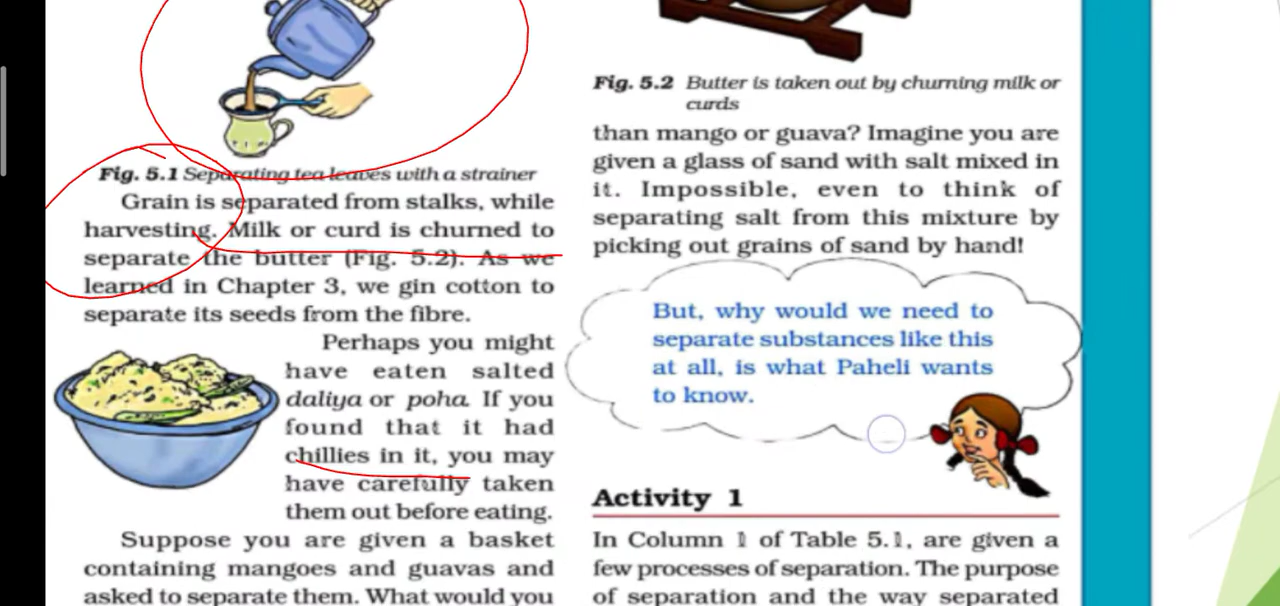 Fig. 5.1 Separating tea leaves with a strainer
Grain is separated from stalks, while
harvesting. Milk or curd is churned to
separate the butter (Fig. 5.2). As we
learned in Chapter 3, we gin cotton to
separate its seeds from the fibre.
Perhaps you might
have eaten salted
daliya or poha. If you
found that it had
chillies in it, you may
have carefully taken
them out before eating.
Suppose you are given a basket
containing mangoes and guavas and
asked to separate them. What would you
Fig. 5.2 Butter is taken out by churning milk or
curds
than mango or guava? Imagine you are
given a glass of sand with salt mixed in
it. Impossible, even to think of
separating salt from this mixture by
picking out grains of sand by hand!
But, why would we need to
separate substances like this
at all, is what Paheli wants
to know.
Activity 1
In Column 1 of Table 5.1, are given a
few processes of separation. The purpose
of separation and the way separated